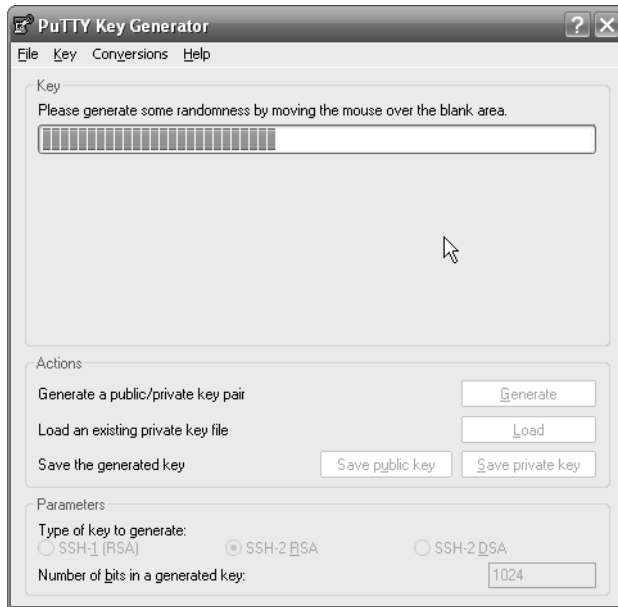 PuTTY Key Generator
File Key Conversions Help
Key
Please generate some randomness by moving the mouse over the blank area.
Actions
Generate a public/private key pair Generate
Load an existing private key file Load
Save the generated key Save public key Save private key
Parameters
Type of key to generate:
SSH-1 (RSA) SSH-2 RSA SSH-2 DSA
Number of bits in a generated key: 1024